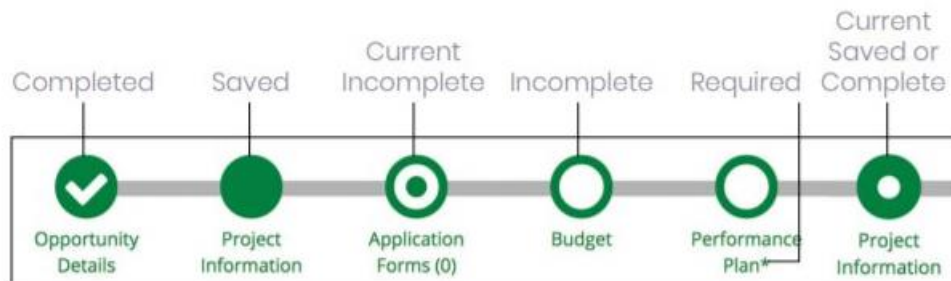 Completed
Saved
Current
Incomplete
Incomplete
Required
Current
Saved or
Complete
Opportunity
Details
Project
Information
Application
Forms (0)
Budget
Performance
Plan*
Project
Information